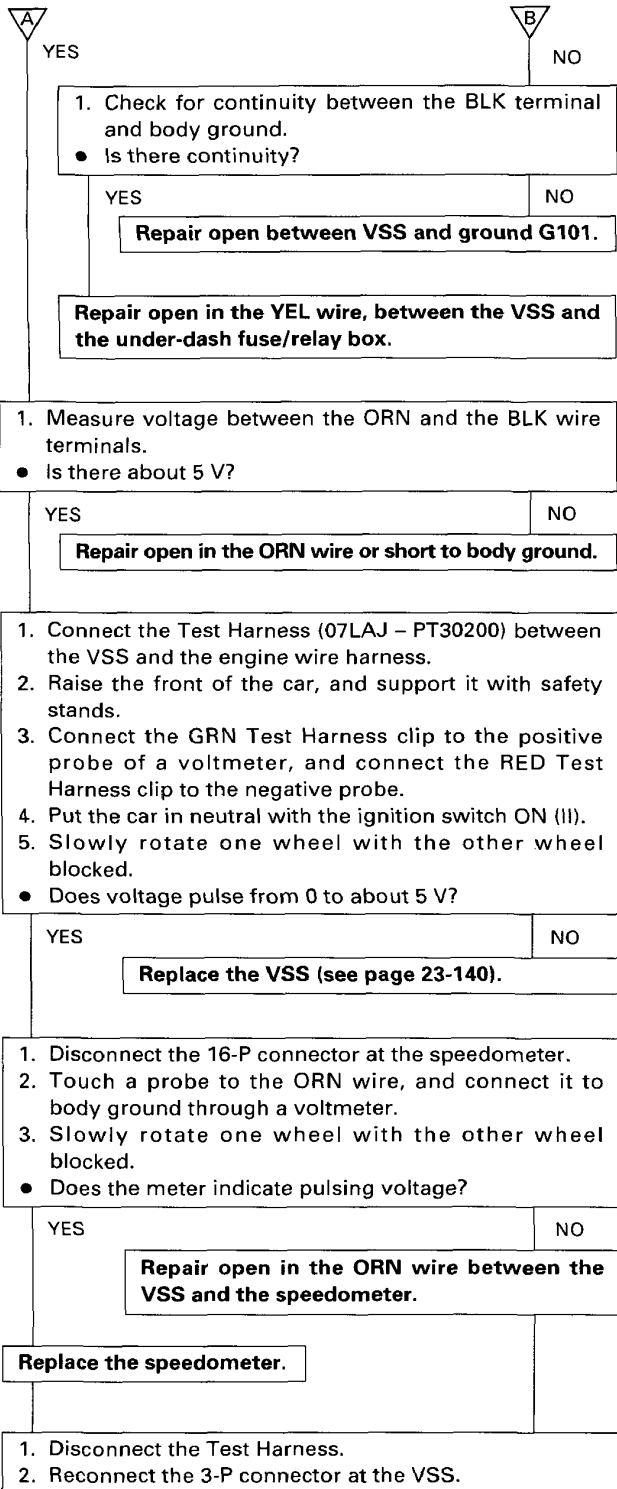 A
B
YES
NO
1. Check for continuity between the BLK terminal
and body ground.
• Is there continuity?
YES
NO
Repair open between VSS and ground G101.
Repair open in the YEL wire, between the VSS and
the under-dash fuse/relay box.
1. Measure voltage between the ORN and the BLK wire
terminals.
• Is there about 5 V?
YES
NO
Repair open in the ORN wire or short to body ground.
1. Connect the Test Harness (07LAJ – PT30200) between
the VSS and the engine wire harness.
2. Raise the front of the car, and support it with safety
stands.
3. Connect the GRN Test Harness clip to the positive
probe of a voltmeter, and connect the RED Test
Harness clip to the negative probe.
4. Put the car in neutral with the ignition switch ON (II).
5. Slowly rotate one wheel with the other wheel
blocked.
• Does voltage pulse from 0 to about 5 V?
YES
NO
Replace the VSS (see page 23-140).
1. Disconnect the 16-P connector at the speedometer.
2. Touch a probe to the ORN wire, and connect it to
body ground through a voltmeter.
3. Slowly rotate one wheel with the other wheel
blocked.
• Does the meter indicate pulsing voltage?
YES
NO
Repair open in the ORN wire between the
VSS and the speedometer.
Replace the speedometer.
1. Disconnect the Test Harness.
2. Reconnect the 3-P connector at the VSS.